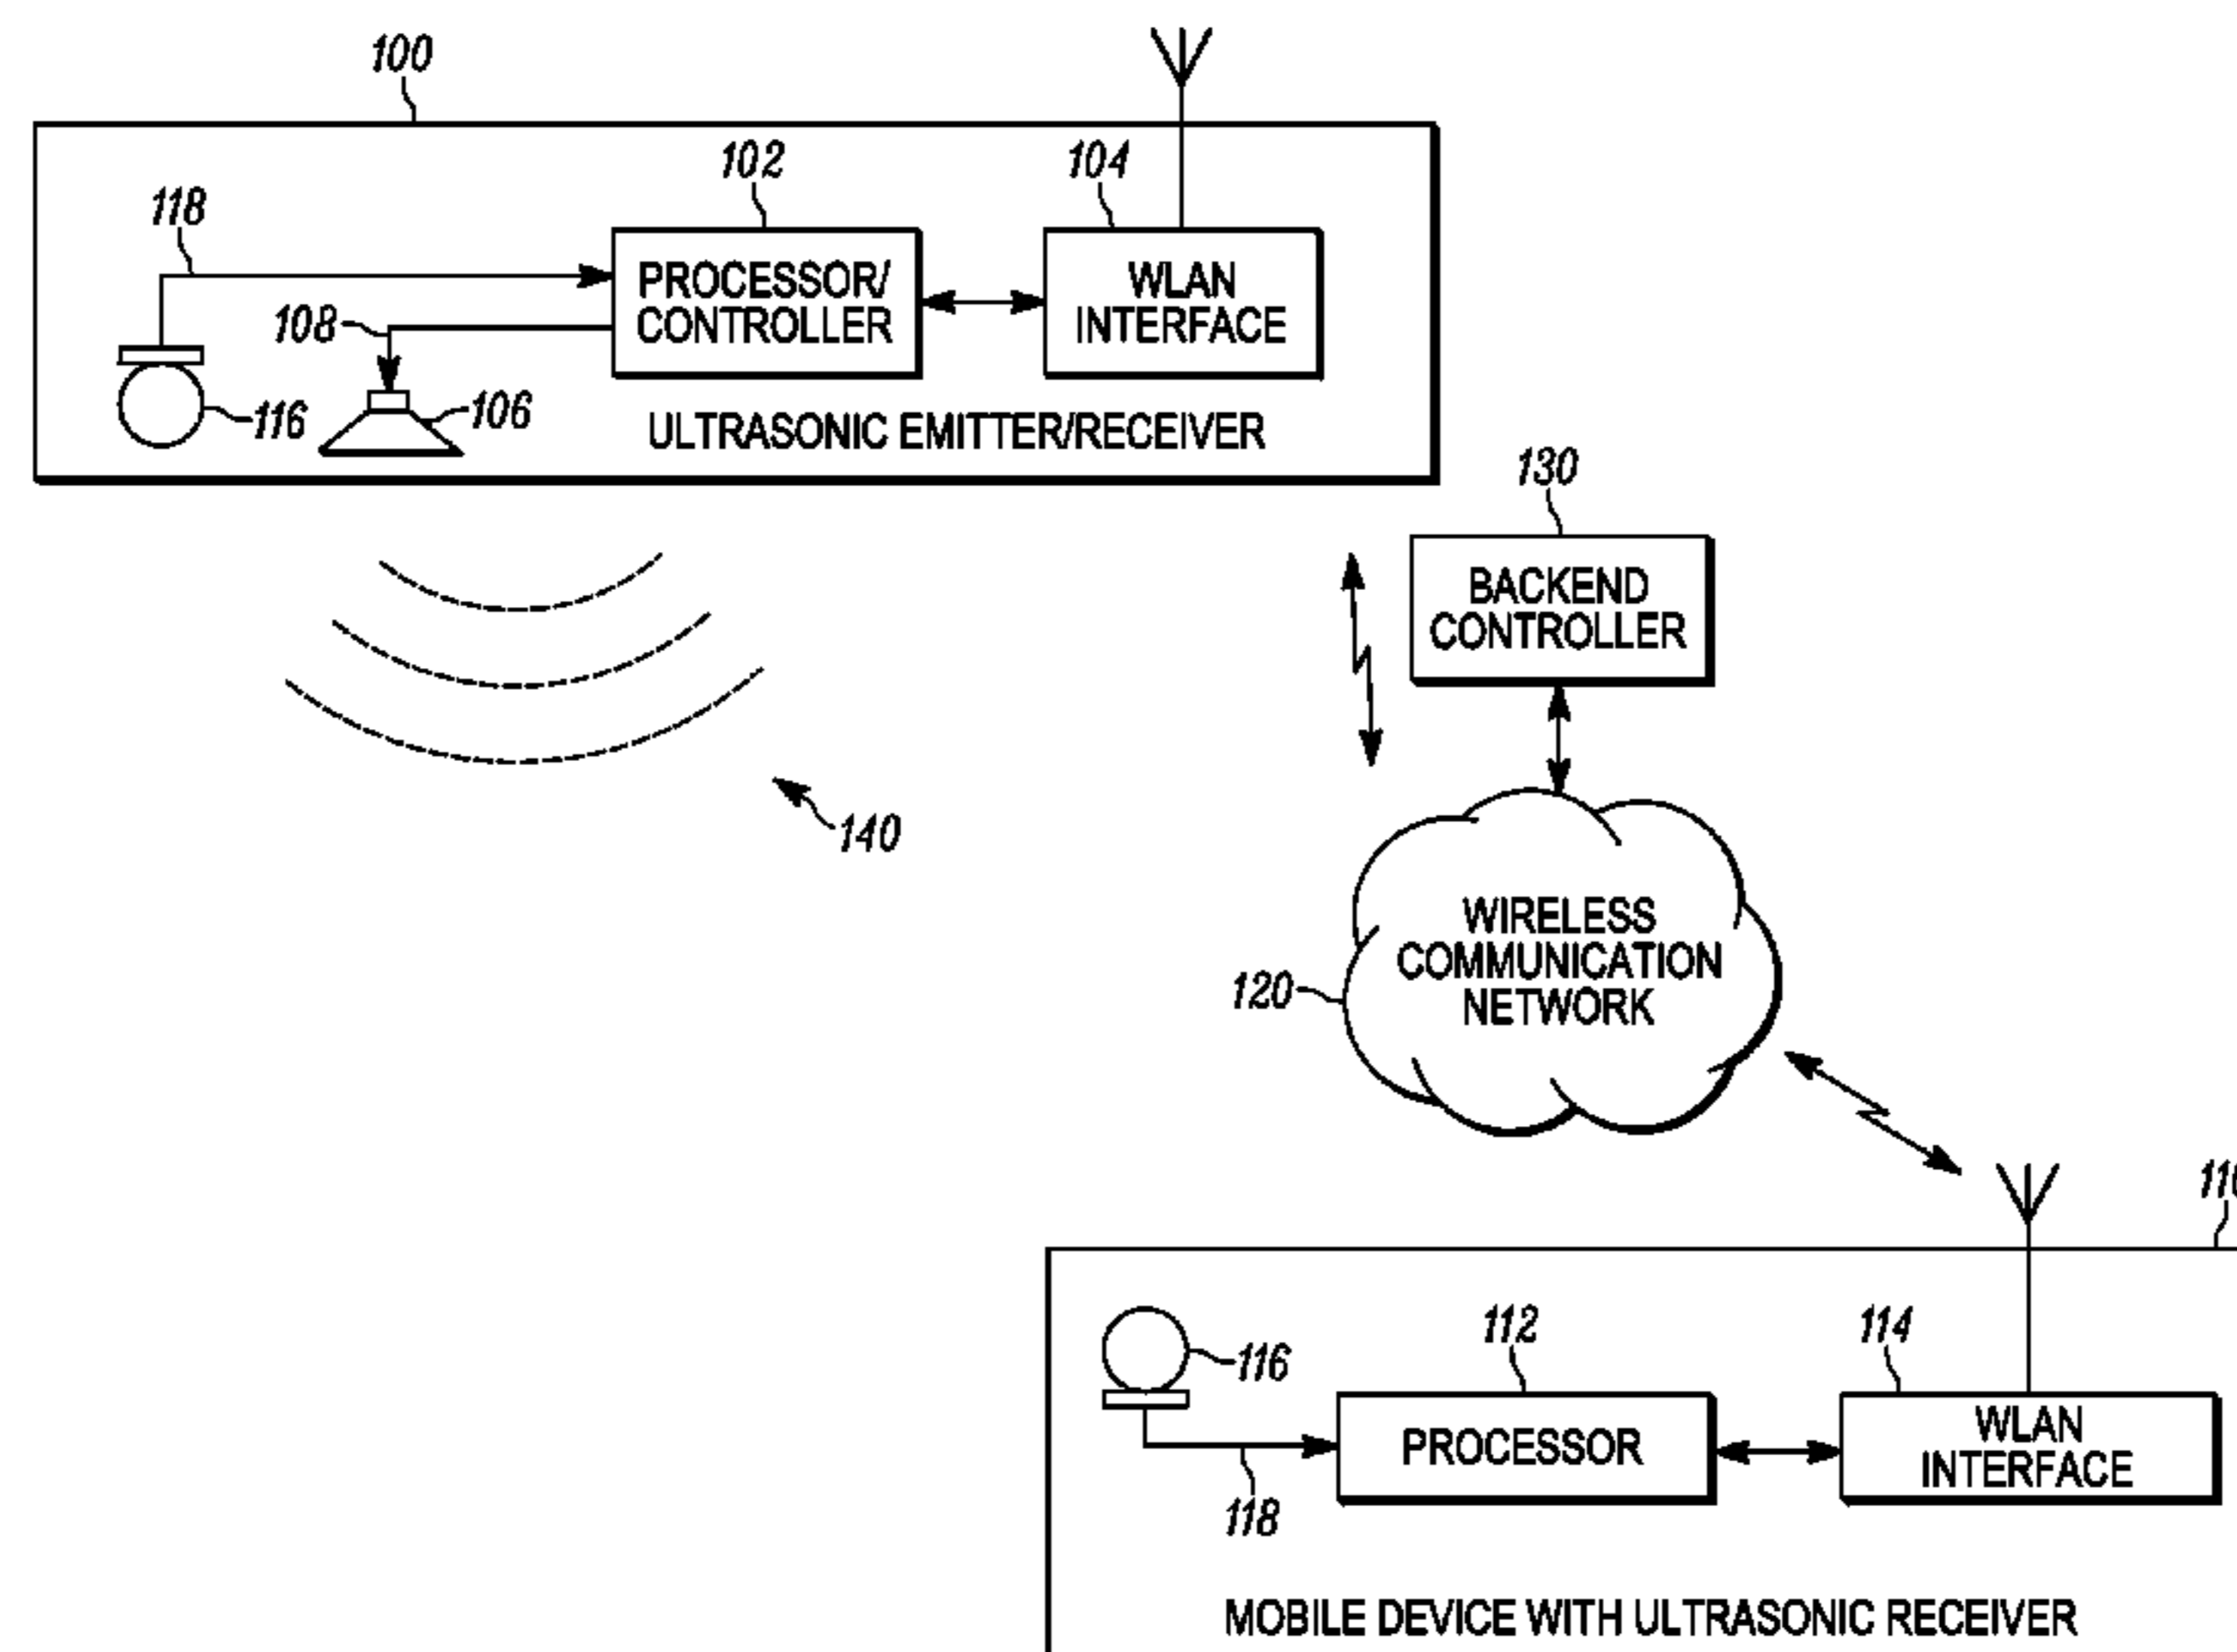 100
102
104
118
PROCESSOR/
CONTROLLER
WLAN
INTERFACE
108
116
106
ULTRASONIC EMITTER/RECEIVER
130
BACKEND
CONTROLLER
140
WIRELESS
COMMUNICATION
NETWORK
120
112
114
116
PROCESSOR
WLAN
INTERFACE
118
MOBILE DEVICE WITH ULTRASONIC RECEIVER